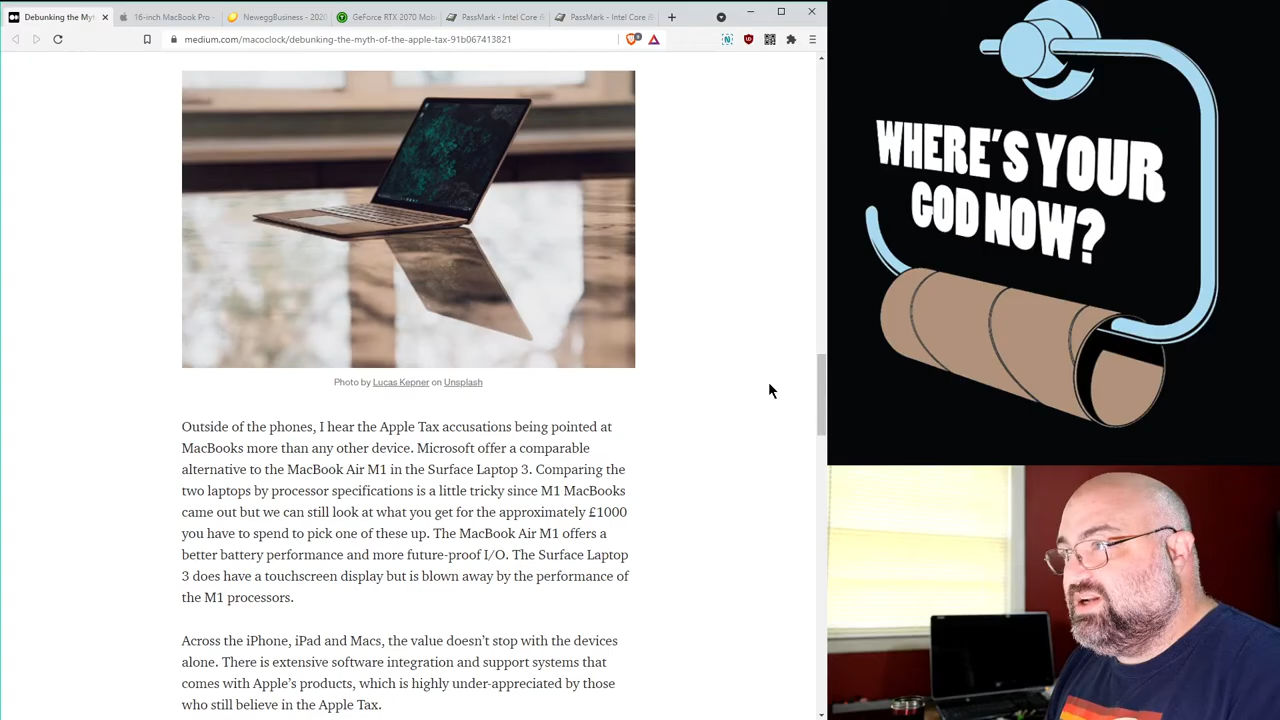 Debunking the Myt
16-inch MacBook Pro -
NeweggBusiness - 2020
GeForce RTX 2070 Mob
PassMark - Intel Core i
PassMark - Intel Core i
medium.com/macoclock/debunking-the-myth-of-the-apple-tax-91b067413821
WHERE'S YOUR
GOD NOW?
Photo by Lucas Kepner on Unsplash
Outside of the phones, I hear the Apple Tax accusations being pointed at
MacBooks more than any other device. Microsoft offer a comparable
alternative to the MacBook Air M1 in the Surface Laptop 3. Comparing the
two laptops by processor specifications is a little tricky since M1 MacBooks
came out but we can still look at what you get for the approximately £1000
you have to spend to pick one of these up. The MacBook Air M1 offers a
better battery performance and more future-proof I/O. The Surface Laptop
3 does have a touchscreen display but is blown away by the performance of
the M1 processors.
Across the iPhone, iPad and Macs, the value doesn't stop with the devices
alone. There is extensive software integration and support systems that
comes with Apple's products, which is highly under-appreciated by those
who still believe in the Apple Tax.